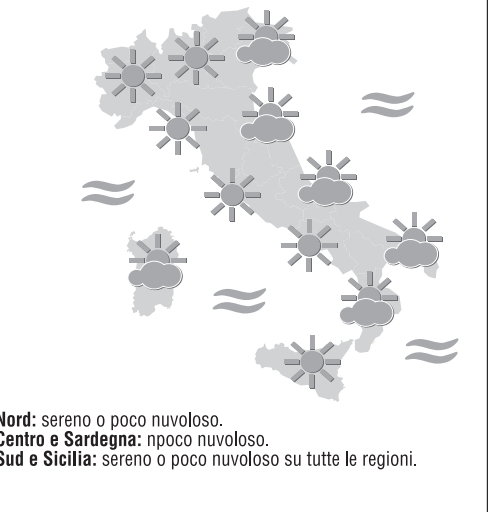 Nord: sereno o poco nuvoloso.
Centro e Sardegna: npoco nuvoloso.
Sud e Sicilia: sereno o poco nuvoloso su tutte le regioni.